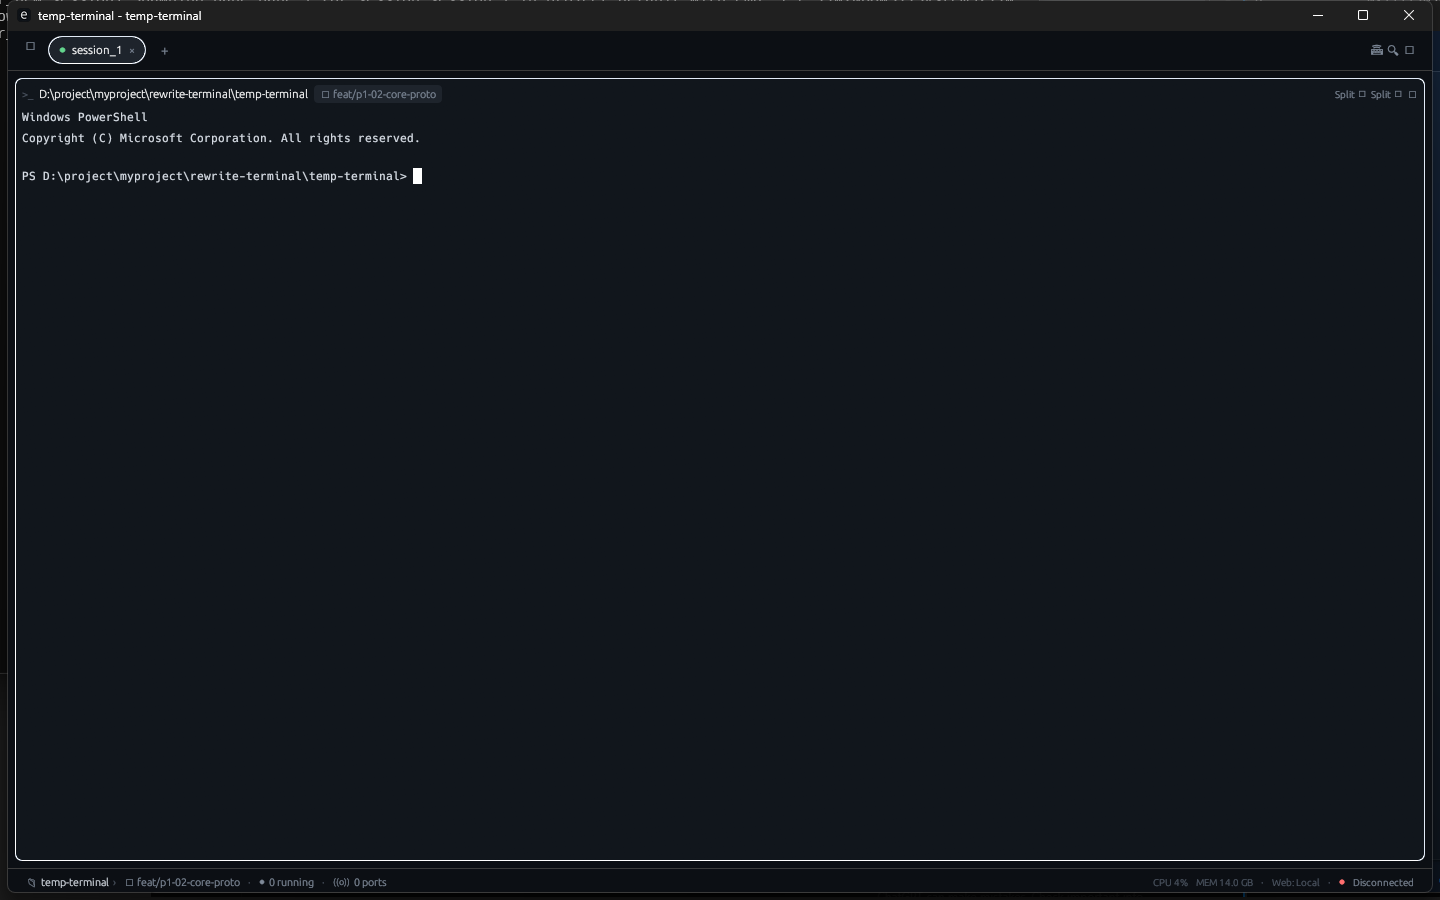 e temp-terminal - temp-terminal
session_1 × +
>_ D:\project\myproject\rewrite-terminal\temp-terminal feat/p1-02-core-proto Split Split
Windows PowerShell
Copyright (C) Microsoft Corporation. All rights reserved.
PS D:\project\myproject\rewrite-terminal\temp-terminal>
temp-terminal › feat/p1-02-core-proto · 0 running · ((o)) 0 ports CPU 4% MEM 14.0 GB · Web: Local · Disconnected